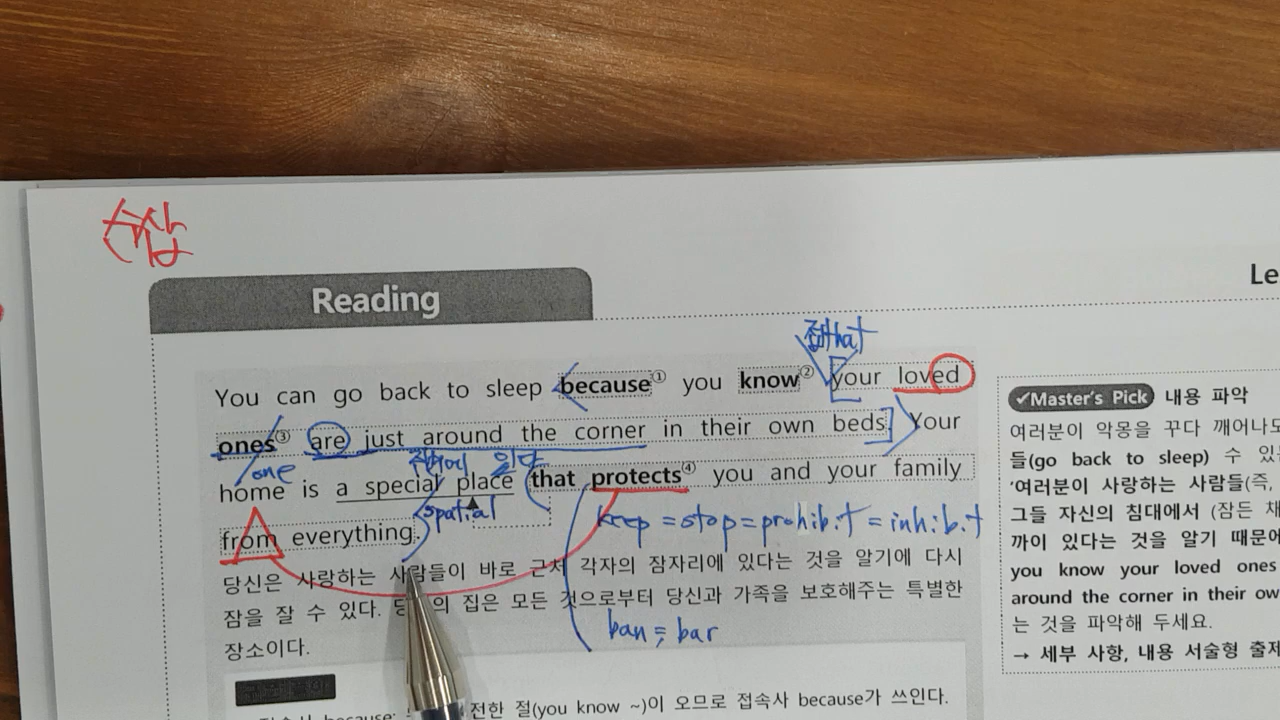 수식
Le
Reading
접 that
You can go back to sleep because① you know② your loved
ones③ are just around the corner in their own beds. Your
one
home is a special place that protects④ you and your family
spatial
keep = stop = prohibit = inhibit
from everything.
당신은 사랑하는 사람들이 바로 근처 각자의 잠자리에 있다는 것을 알기에 다시
잠을 잘 수 있다. 당 의 집은 모든 것으로부터 당신과 가족을 보호해주는 특별한
ban = bar
장소이다.
전한 절(you know ~)이 오므로 접속사 because가 쓰인다.
✓Master's Pick 내용 파악
여러분이 악몽을 꾸다 깨어나도
들(go back to sleep) 수 있
'여러분이 사랑하는 사람들(즉,
그들 자신의 침대에서 (잠든 채
까이 있다는 것을 알기 때문에
you know your loved ones
around the corner in their ow
는 것을 파악해 두세요.
→ 세부 사항, 내용 서술형 출제